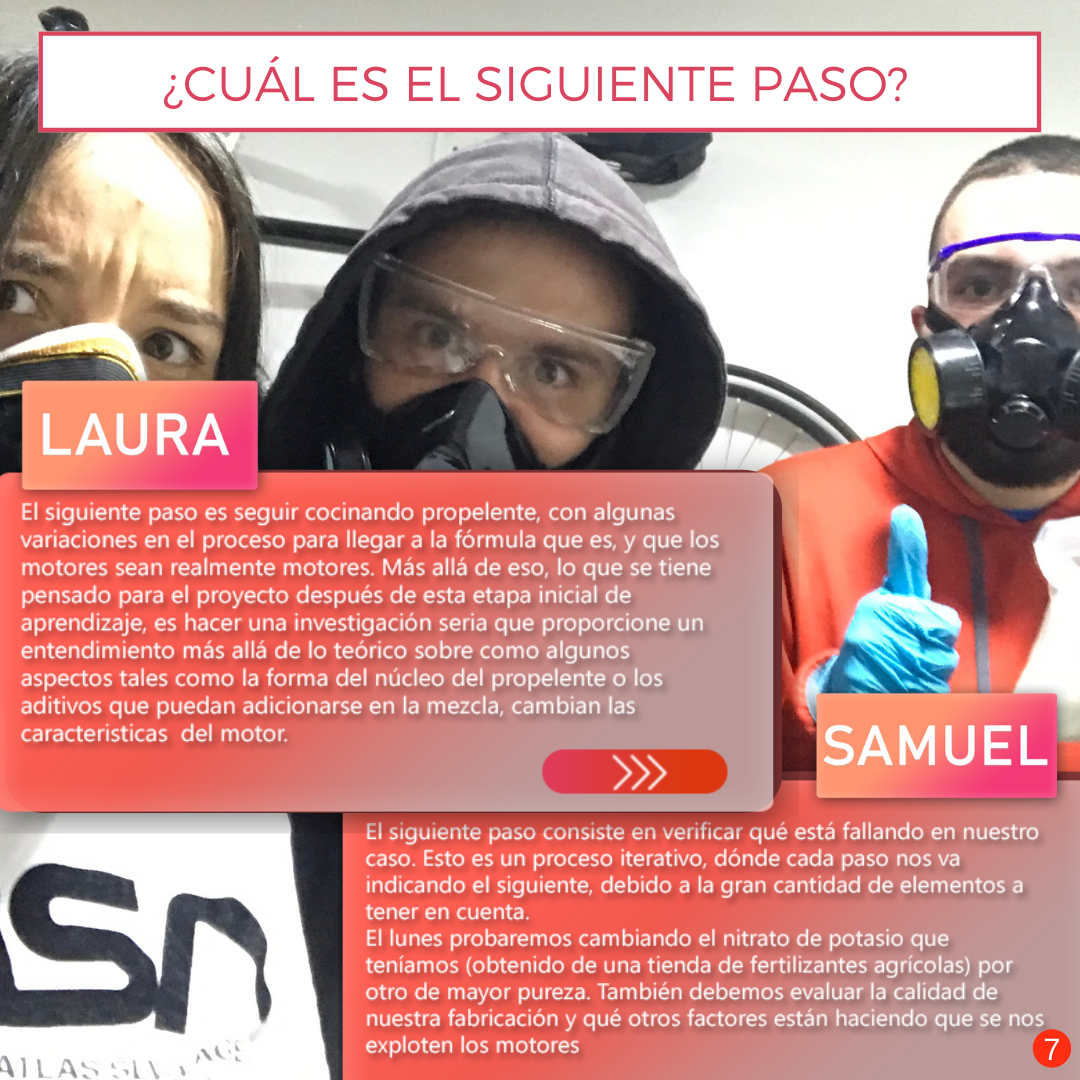 ¿CUÁL ES EL SIGUIENTE PASO?
LAURA
El siguiente paso es seguir cocinando propelente, con algunas
variaciones en el proceso para llegar a la fórmula que es, y que los
motores sean realmente motores. Más allá de eso, lo que se tiene
pensado para el proyecto después de esta etapa inicial de
aprendizaje, es hacer una investigación seria que proporcione un
entendimiento más allá de lo teórico sobre como algunos
aspectos tales como la forma del núcleo del propelente o los
aditivos que puedan adicionarse en la mezcla, cambian las
caracteristicas  del motor.
SAMUEL
El siguiente paso consiste en verificar qué está fallando en nuestro
caso. Esto es un proceso iterativo, dónde cada paso nos va
indicando el siguiente, debido a la gran cantidad de elementos a
tener en cuenta.
El lunes probaremos cambiando el nitrato de potasio que
teníamos (obtenido de una tienda de fertilizantes agrícolas) por
otro de mayor pureza. También debemos evaluar la calidad de
nuestra fabricación y qué otros factores están haciendo que se nos
exploten los motores
7